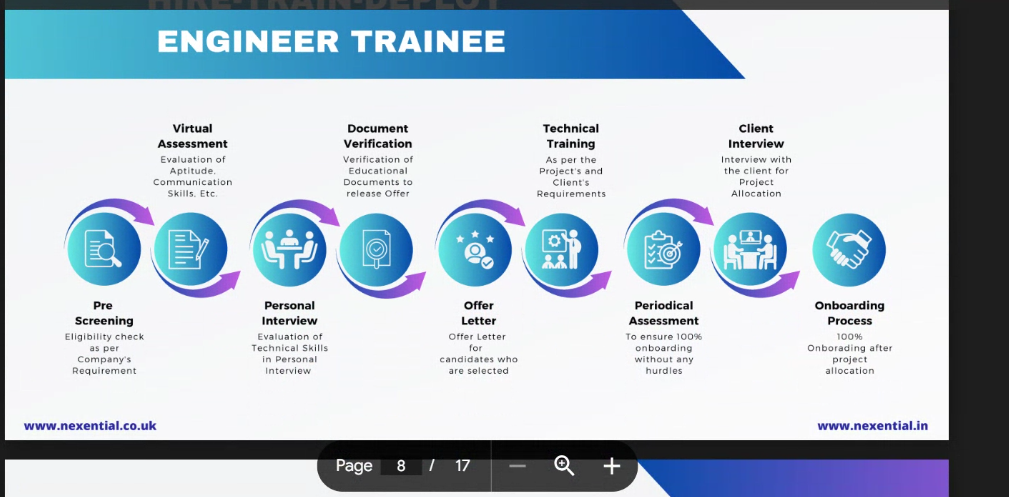 HIRE-TRAIN-DEPLOY
ENGINEER TRAINEE
Virtual
Assessment
Evaluation of
Aptitude,
Communication
Skills, Etc.
Document
Verification
Verification of
Educational
Documents to
release Offer
Technical
Training
As per the
Project's and
Client's
Requirements
Client
Interview
Interview with
the client for
Project
Allocation
Pre
Screening
Eligibility check
as per
Company's
Requirement
Personal
Interview
Evaluation of
Technical Skills
in Personal
Interview
Offer
Letter
Offer Letter
for
candidates who
are selected
Periodical
Assessment
To ensure 100%
onboarding
without any
hurdles
Onboarding
Process
100%
Onborading after
project
allocation
www.nexential.co.uk
www.nexential.in
Page 8 / 17